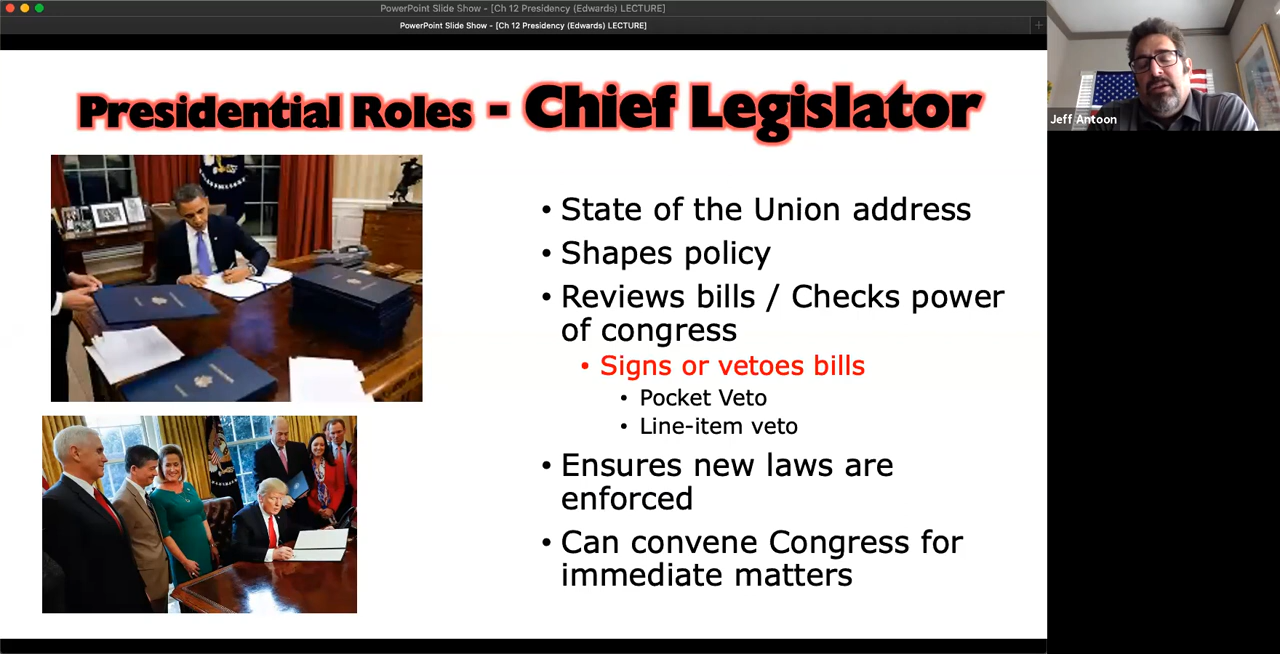 PowerPoint Slide Show - [Ch 12 Presidency (Edwards) LECTURE]
PowerPoint Slide Show - [Ch 12 Presidency (Edwards) LECTURE]
Presidential Roles - Chief Legislator
• State of the Union address
• Shapes policy
• Reviews bills / Checks power
of congress
• Signs or vetoes bills
• Pocket Veto
• Line-item veto
• Ensures new laws are
enforced
• Can convene Congress for
immediate matters
Jeff Antoon